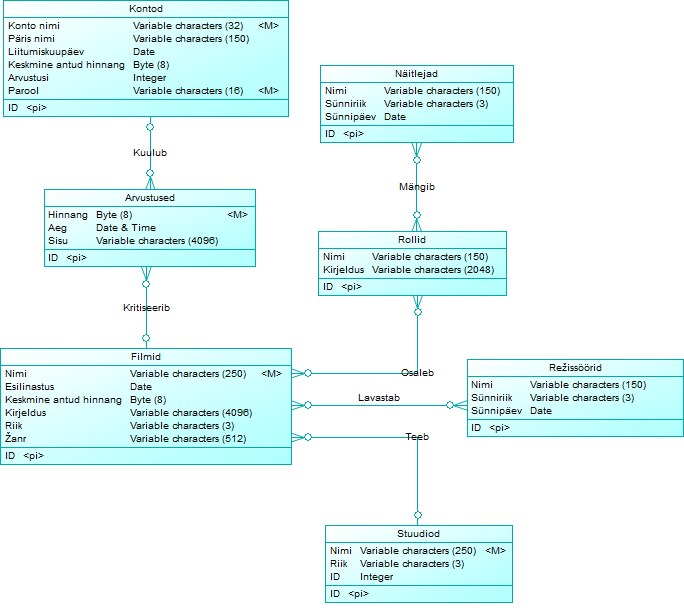 Kontod
Konto nimi Variable characters (32) <M>
Päris nimi Variable characters (150)
Liitumiskuupäev Date
Keskmine antud hinnang Byte (8)
Arvustusi Integer
Parool Variable characters (16) <M>
ID <pi>
Kuulub
Arvustused
Hinnang Byte (8) <M>
Aeg Date & Time
Sisu Variable characters (4096)
ID <pi>
Kritiseerib
Filmid
Nimi Variable characters (250) <M>
Esilinastus Date
Keskmine antud hinnang Byte (8)
Kirjeldus Variable characters (4096)
Riik Variable characters (3)
Žanr Variable characters (512)
ID <pi>
Näitlejad
Nimi Variable characters (150)
Sünniriik Variable characters (3)
Sünnipäev Date
ID <pi>
Mängib
Rollid
Nimi Variable characters (150)
Kirjeldus Variable characters (2048)
ID <pi>
Osaleb
Lavastab
Teeb
Režissöörid
Nimi Variable characters (150)
Sünniriik Variable characters (3)
Sünnipäev Date
ID <pi>
Stuudiod
Nimi Variable characters (250) <M>
Riik Variable characters (3)
ID Integer
ID <pi>